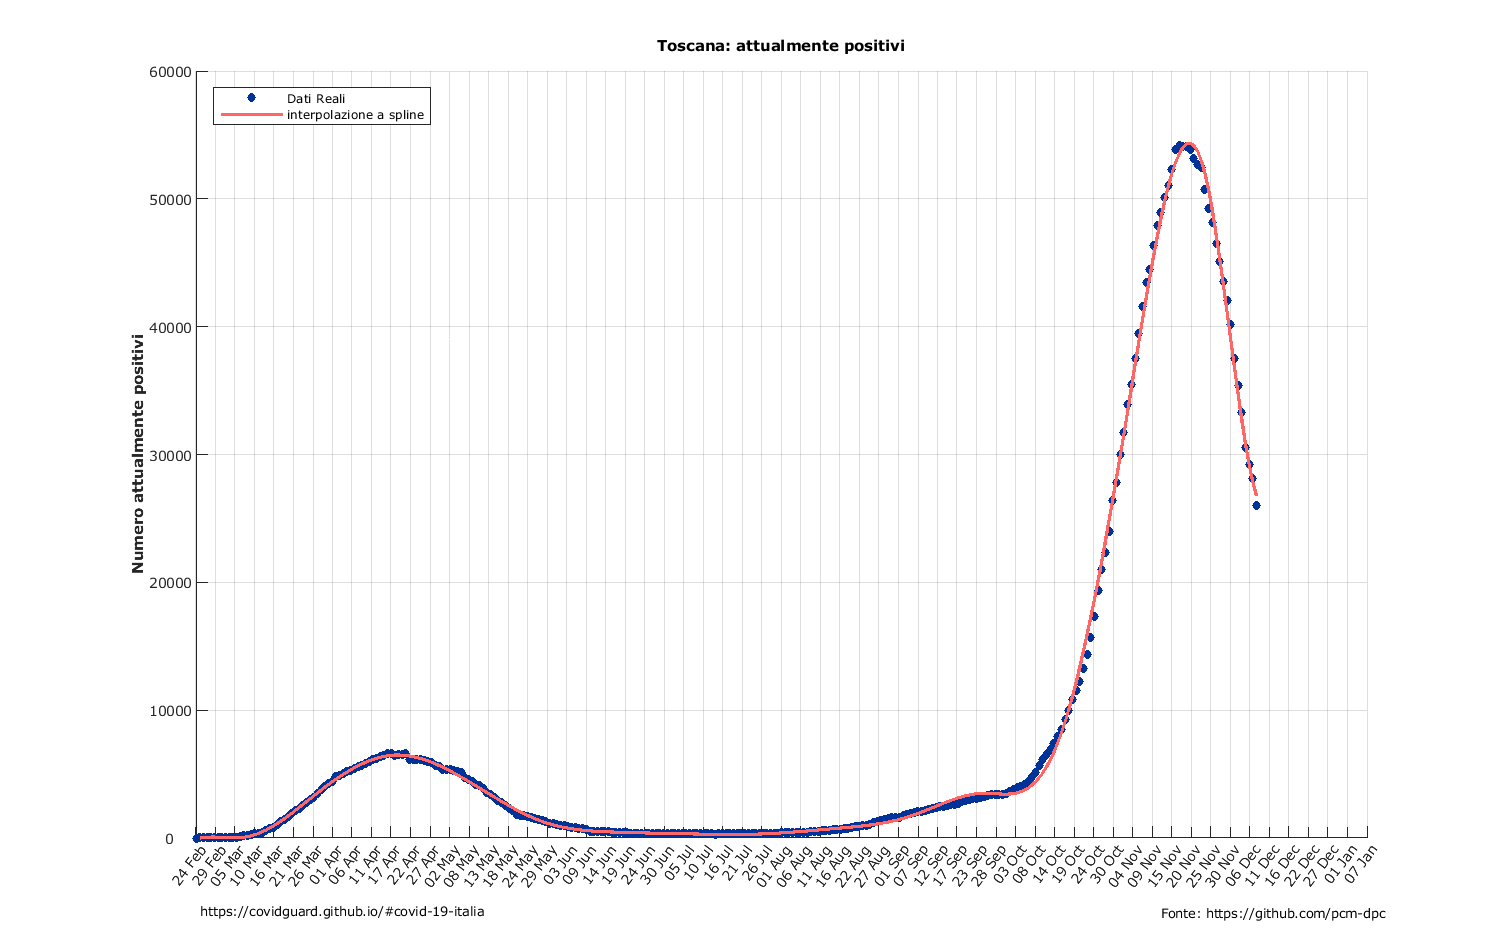 Toscana: attualmente positivi
Dati Reali
interpolazione a spline
Numero attualmente positivi
60000
50000
40000
30000
20000
10000
0
24 Feb
29 Feb
05 Mar
10 Mar
16 Mar
21 Mar
26 Mar
01 Apr
06 Apr
11 Apr
17 Apr
22 Apr
27 Apr
02 May
08 May
13 May
18 May
24 May
29 May
03 Jun
09 Jun
14 Jun
19 Jun
24 Jun
30 Jun
05 Jul
10 Jul
16 Jul
21 Jul
26 Jul
01 Aug
06 Aug
11 Aug
16 Aug
22 Aug
27 Aug
01 Sep
07 Sep
12 Sep
17 Sep
23 Sep
28 Sep
03 Oct
08 Oct
14 Oct
19 Oct
24 Oct
30 Oct
04 Nov
09 Nov
15 Nov
20 Nov
25 Nov
30 Nov
06 Dec
11 Dec
16 Dec
22 Dec
27 Dec
01 Jan
07 Jan
https://covidguard.github.io/#covid-19-italia
Fonte: https://github.com/pcm-dpc